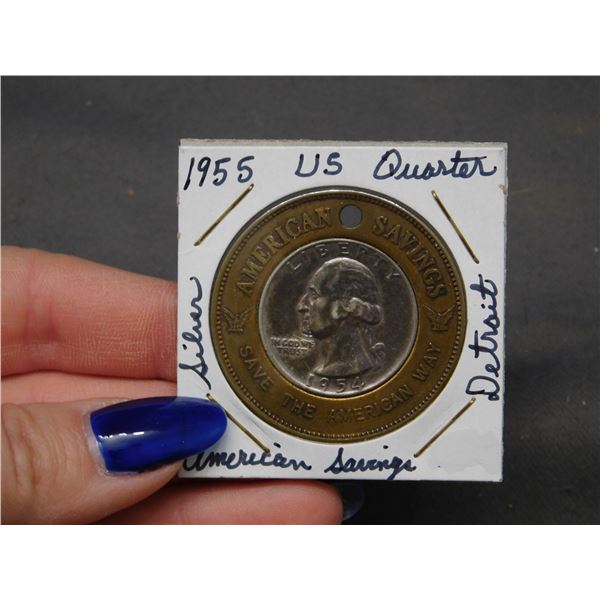 1955 US Quarter
Silver
Detroit
American Savings
AMERICAN SAVINGS
SAVE THE AMERICAN WAY
LIBERTY
IN GOD WE
TRUST
1954